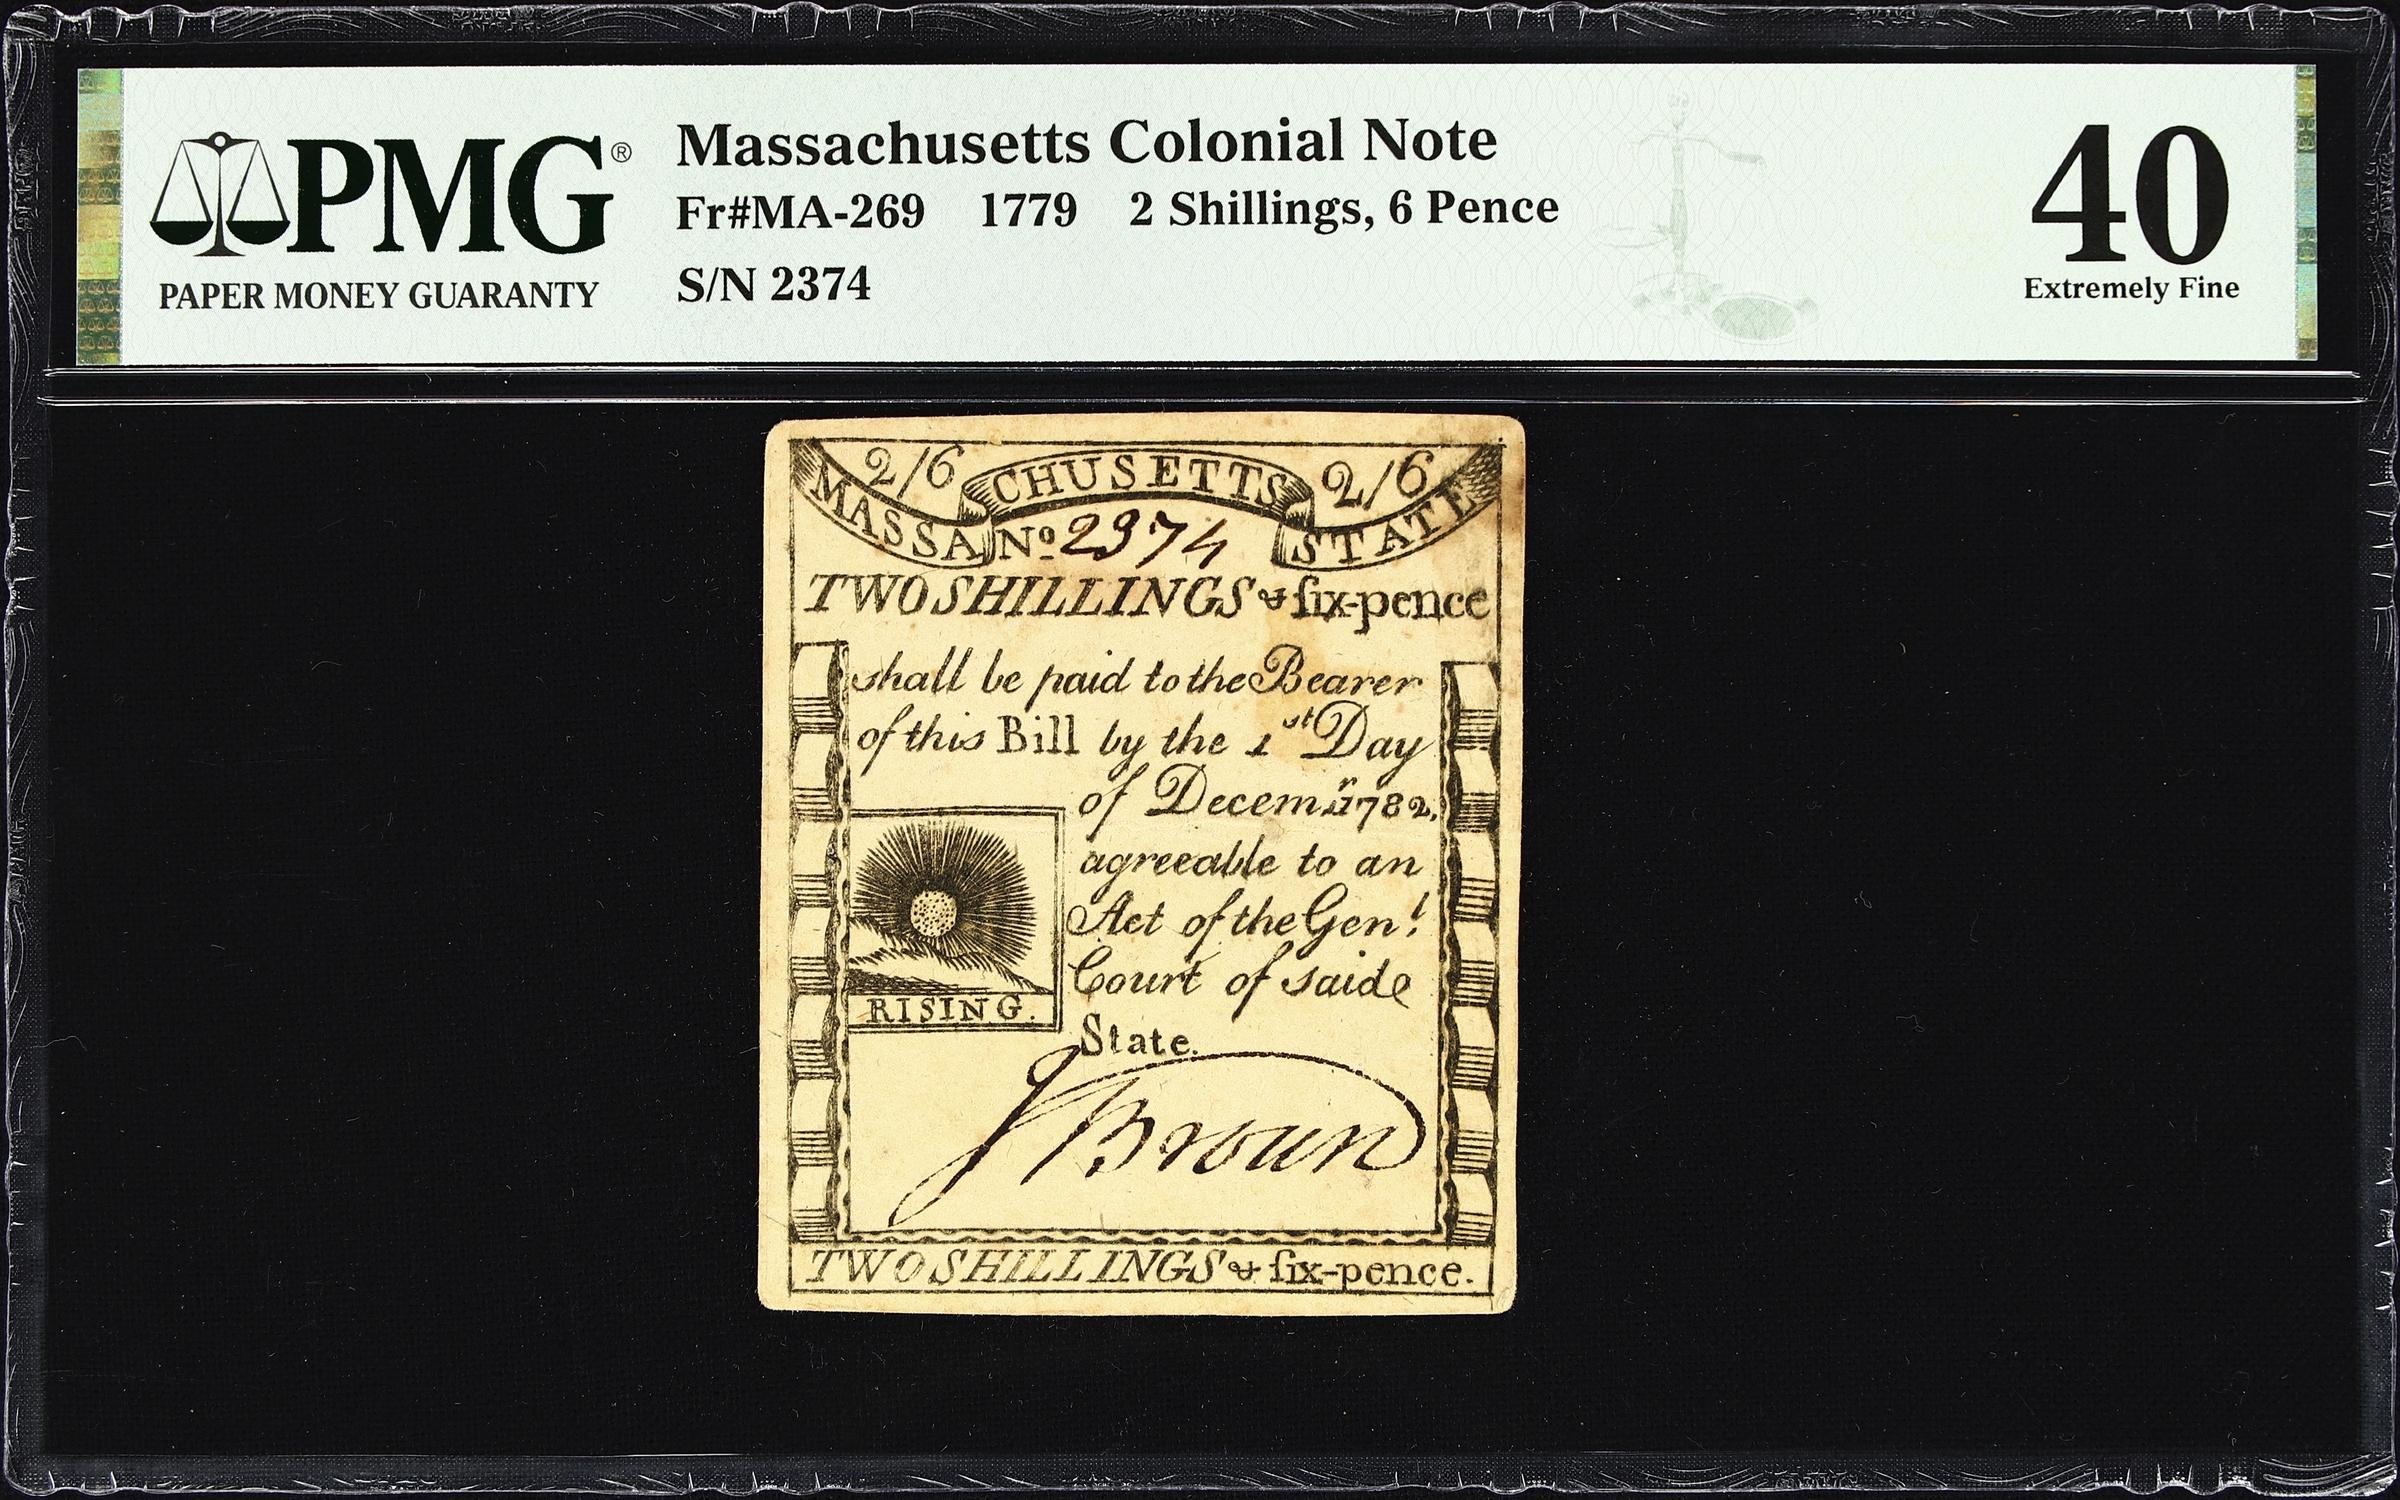 PMG®
PAPER MONEY GUARANTY
Massachusetts Colonial Note
Fr#MA-269 1779 2 Shillings, 6 Pence
S/N 2374
40
Extremely Fine
2/6 2/6
MASSA CHUSETTS STATE
Nº 2374
TWO SHILLINGS & ſix-pence
shall be paid to the Bearer
of this Bill by the 1st Day
of Decemr 1782.
agreeable to an
Act of the Genl
Court of saide
State.
RISING.
J Brown
TWO SHILLINGS & ſix-pence.